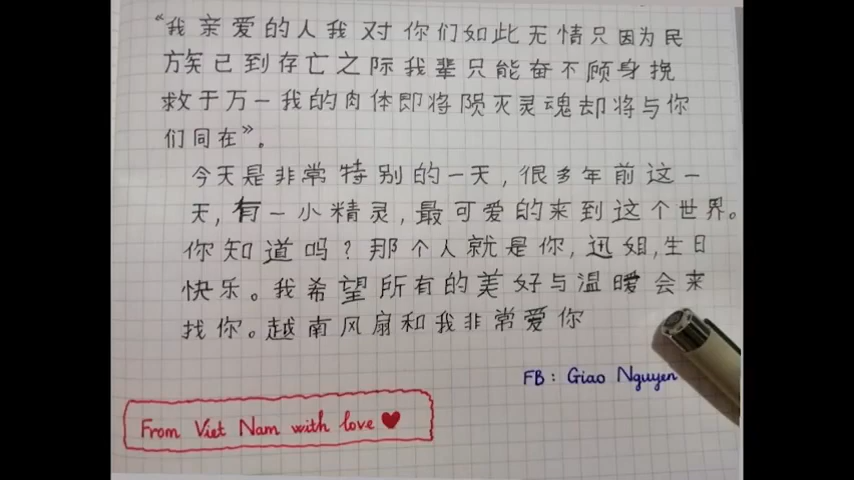 “我亲爱的人我对你们如此无情只因为民
族已到存亡之际我辈只能奋不顾身挽
救于万一我的肉体即将陨灭灵魂却将与你
们同在”。
今天是非常特别的一天,很多年前这一
天,有一小精灵,最可爱的来到这个世界。
你知道吗?那个人就是你,迅姐,生日
快乐。我希望所有的美好与温暖会来
找你。越南风扇和我非常爱你
FB: Giao Nguyen
From Viet Nam with love ❤